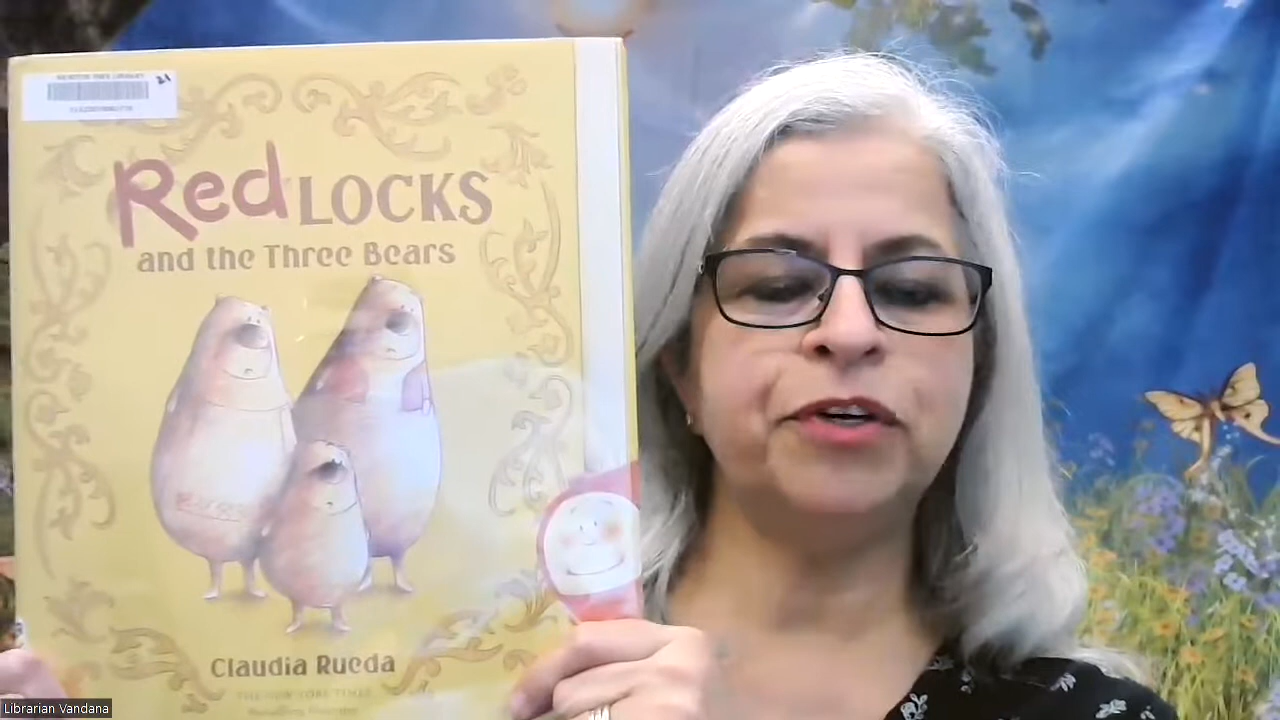 Red LOCKS
and the Three Bears
Claudia Rueda
THE NEW YORK TIMES
Librarian Vandana